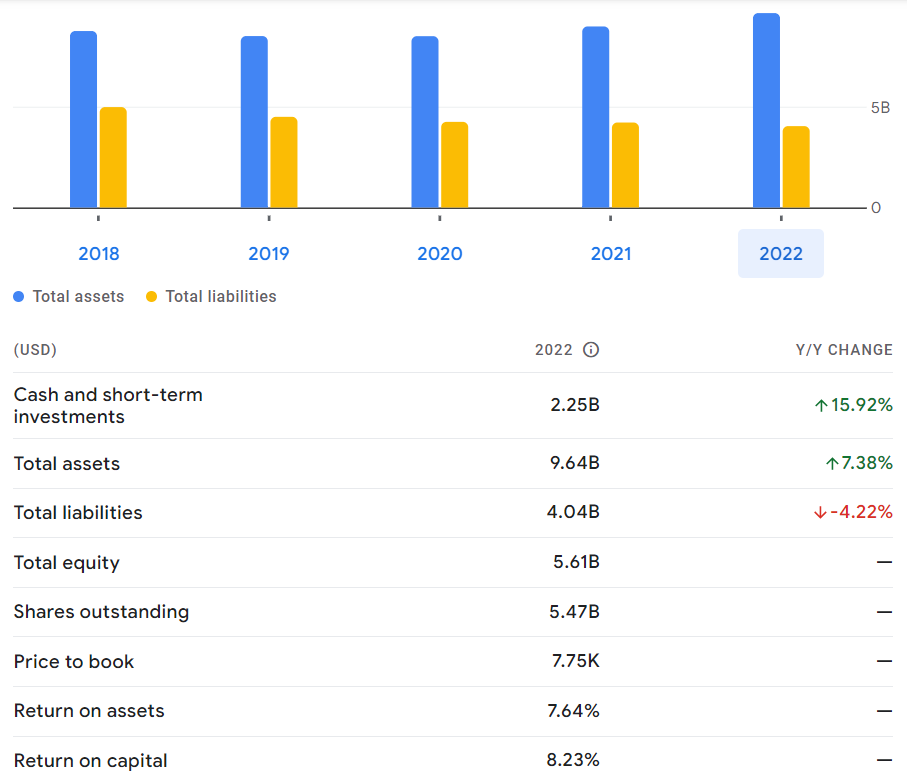 5B
0
2018 2019 2020 2021 2022
Total assets Total liabilities
(USD) 2022 Y/Y CHANGE
Cash and short-term
investments 2.25B ↑15.92%
Total assets 9.64B ↑7.38%
Total liabilities 4.04B ↓-4.22%
Total equity 5.61B —
Shares outstanding 5.47B —
Price to book 7.75K —
Return on assets 7.64% —
Return on capital 8.23% —